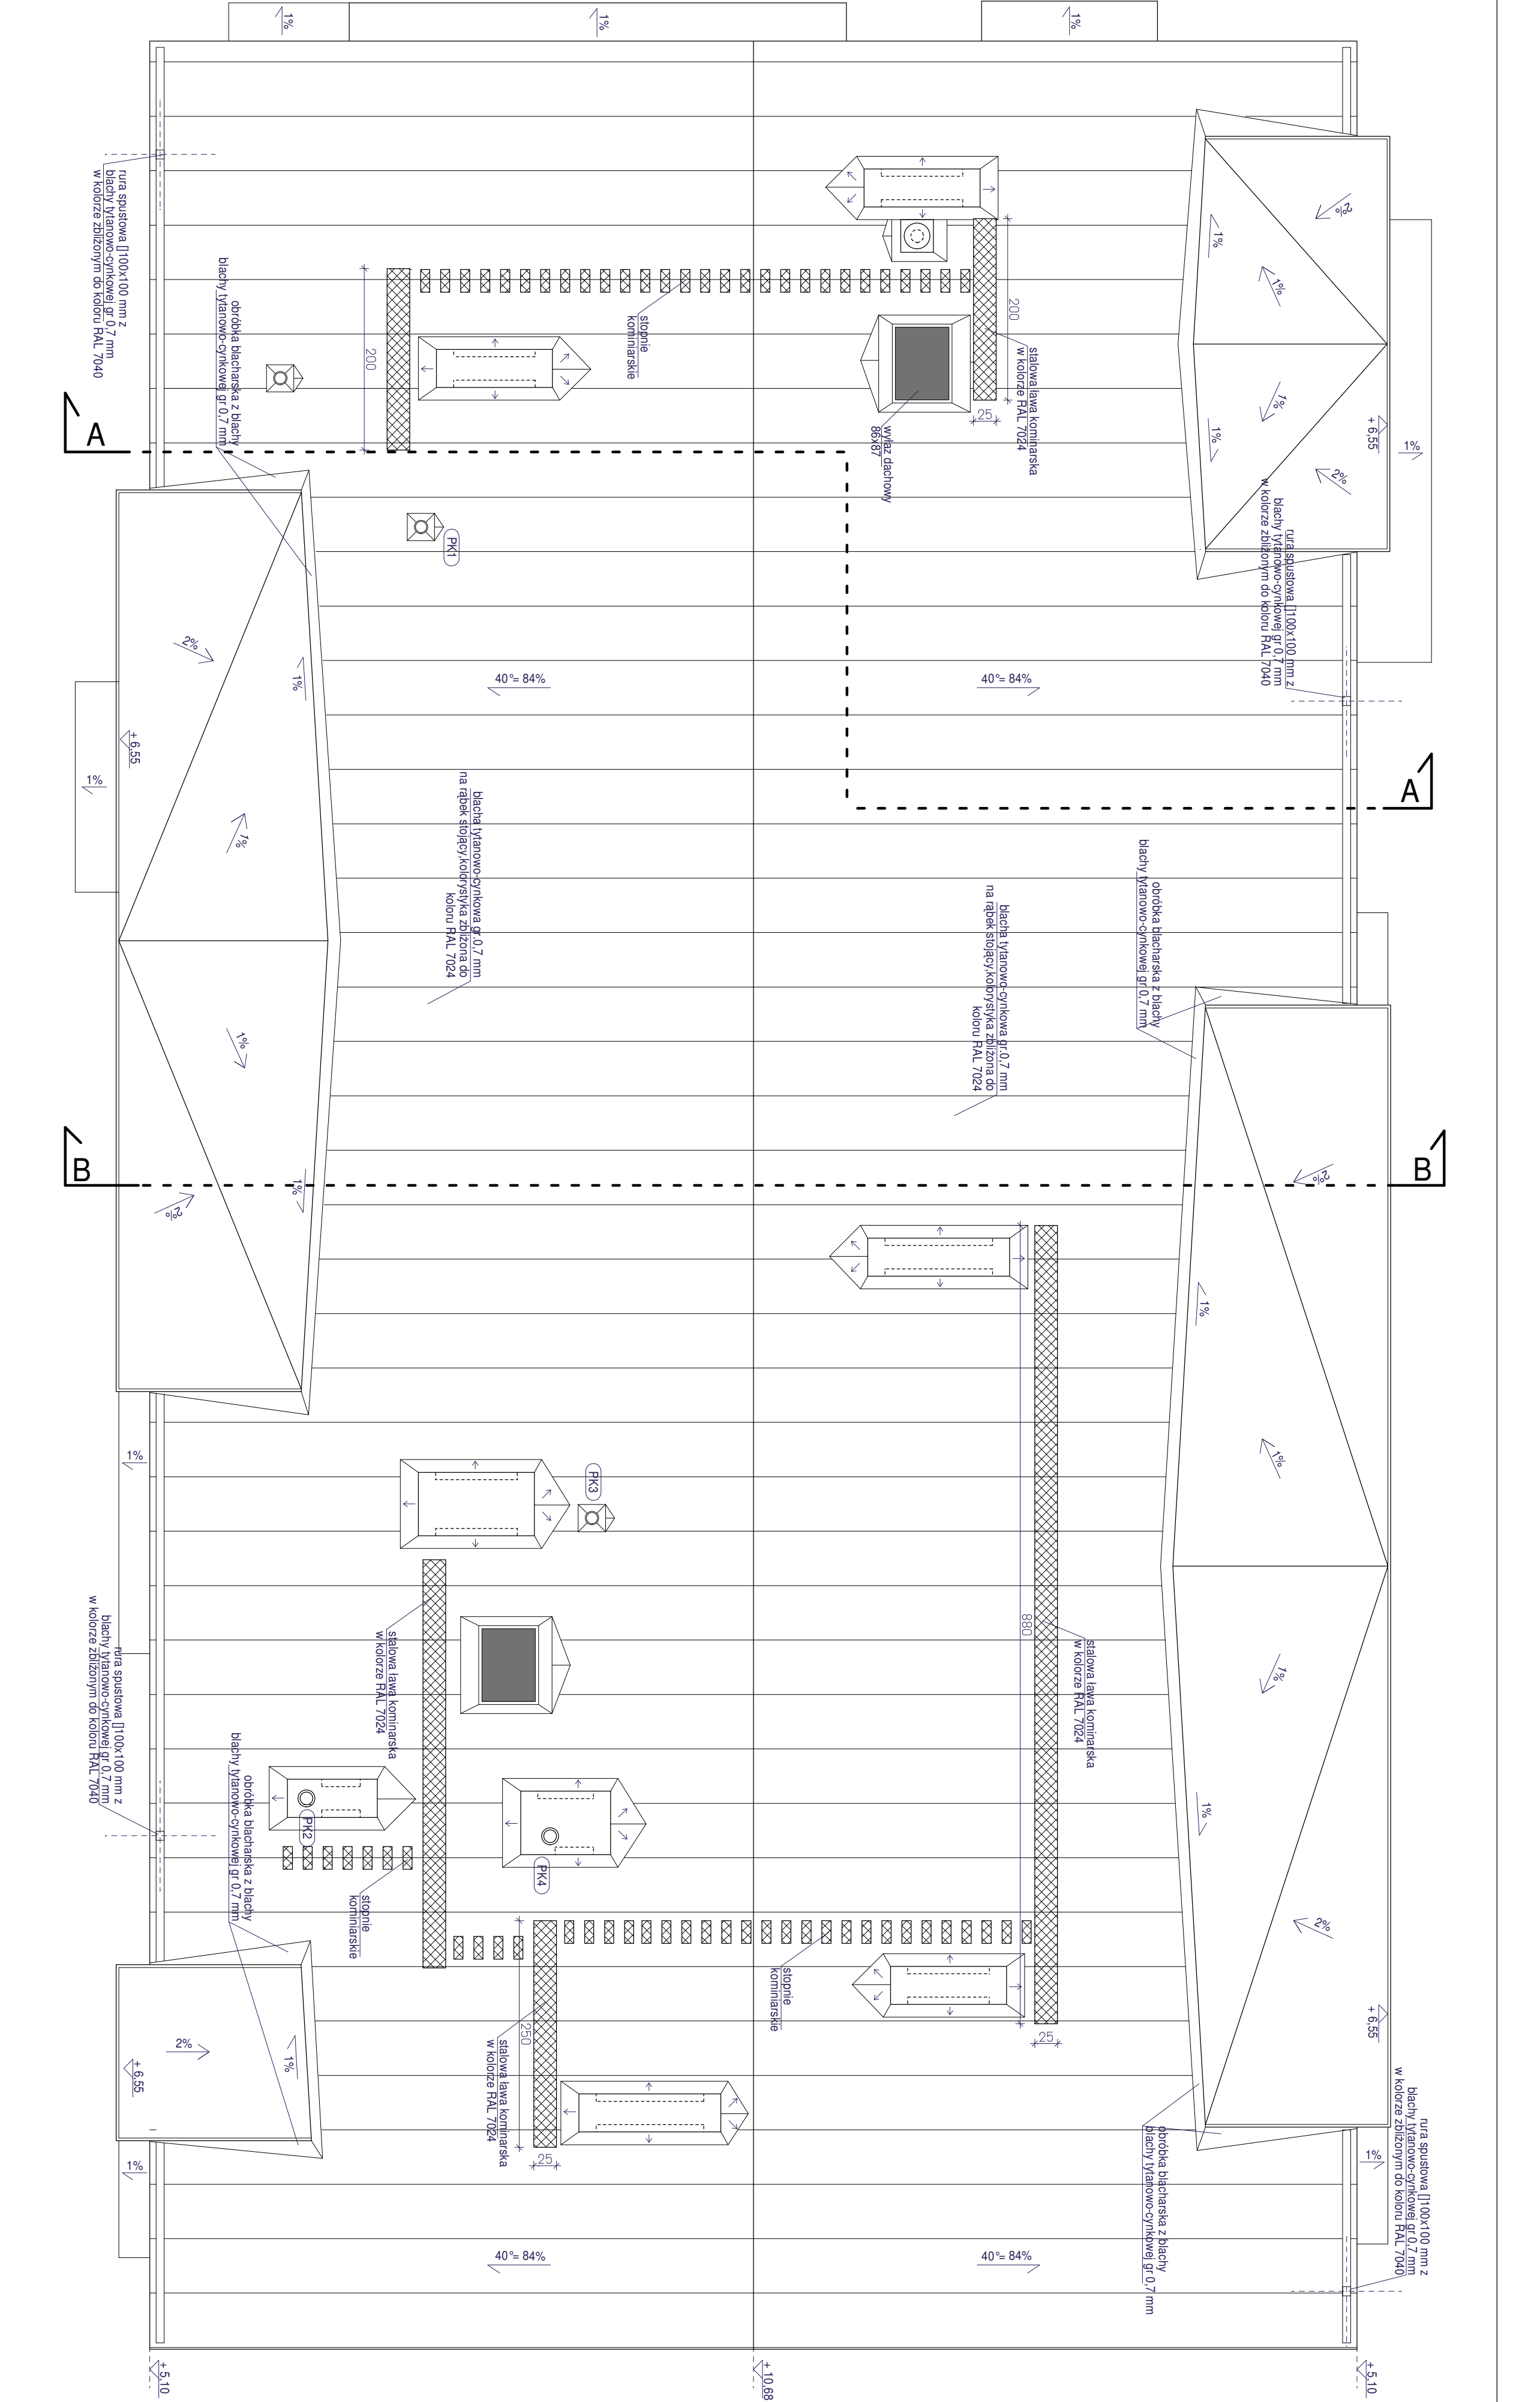 1%
1%
1%
rura spustowa []100x100 mm z
blachy tytanowo-cynkowej gr 0,7 mm
w kolorze zbliżonym do koloru RAL 7040
obróbka blacharska z blachy
blachy tytanowo-cynkowej gr 0,7 mm
200
stopnie
kominiarskie
200
stalowa ława kominarska
w kolorze RAL 7024
25
wyłaz dachowy
86x87
2%
1%
1%
1%
1%
2%
+ 6,55
1%
A
PK1
rura spustowa []100x100 mm z
blachy tytanowo-cynkowej gr 0,7 mm
w kolorze zbliżonym do koloru RAL 7040
2%
1%
40°= 84%
40°= 84%
+ 6,55
1%
A
1%
blacha tytanowo-cynkowa gr.0,7 mm
na rąbek stojący,kolorystyka zbliżona do
koloru RAL 7024
blacha tytanowo-cynkowa gr.0,7 mm
na rąbek stojący,kolorystyka zbliżona do
koloru RAL 7024
obróbka blacharska z blachy
blachy tytanowo-cynkowej gr 0,7 mm
1%
B
B
2%
1%
2%
1%
1%
PK3
1%
880
stalowa ława kominarska
w kolorze RAL 7024
stalowa ława kominarska
w kolorze RAL 7024
1%
1%
rura spustowa []100x100 mm z
blachy tytanowo-cynkowej gr 0,7 mm
w kolorze zbliżonym do koloru RAL 7040
obróbka blacharska z blachy
blachy tytanowo-cynkowej gr 0,7 mm
PK2
PK4
stopnie
kominiarskie
stopnie
kominiarskie
2%
+ 6,55
25
250
stalowa ława kominarska
w kolorze RAL 7024
25
2%
1%
+ 6,55
1%
1%
obróbka blacharska z blachy
blachy tytanowo-cynkowej gr 0,7 mm
rura spustowa []100x100 mm z
blachy tytanowo-cynkowej gr 0,7 mm
w kolorze zbliżonym do koloru RAL 7040
40°= 84%
40°= 84%
+ 5,10
+ 10,68
+ 5,10